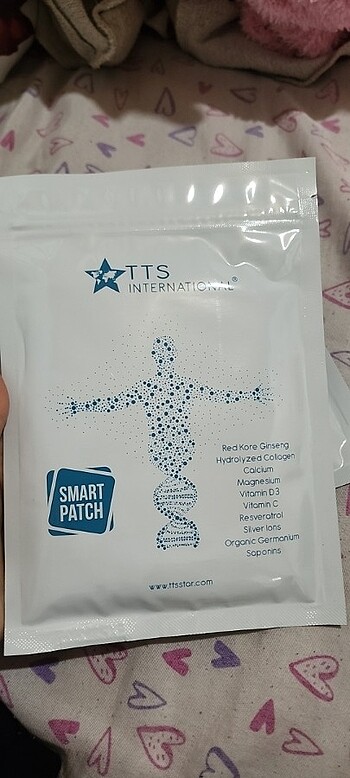 TTS
INTERNATIONAL®
Red Kore Ginseng
Hydrolyzed Collagen
Calcium
Magnesium
Vitamin D3
Vitamin C
Resveratrol
Silver Ions
Organic Germanium
Saponins
SMART
PATCH
www.ttsstar.com